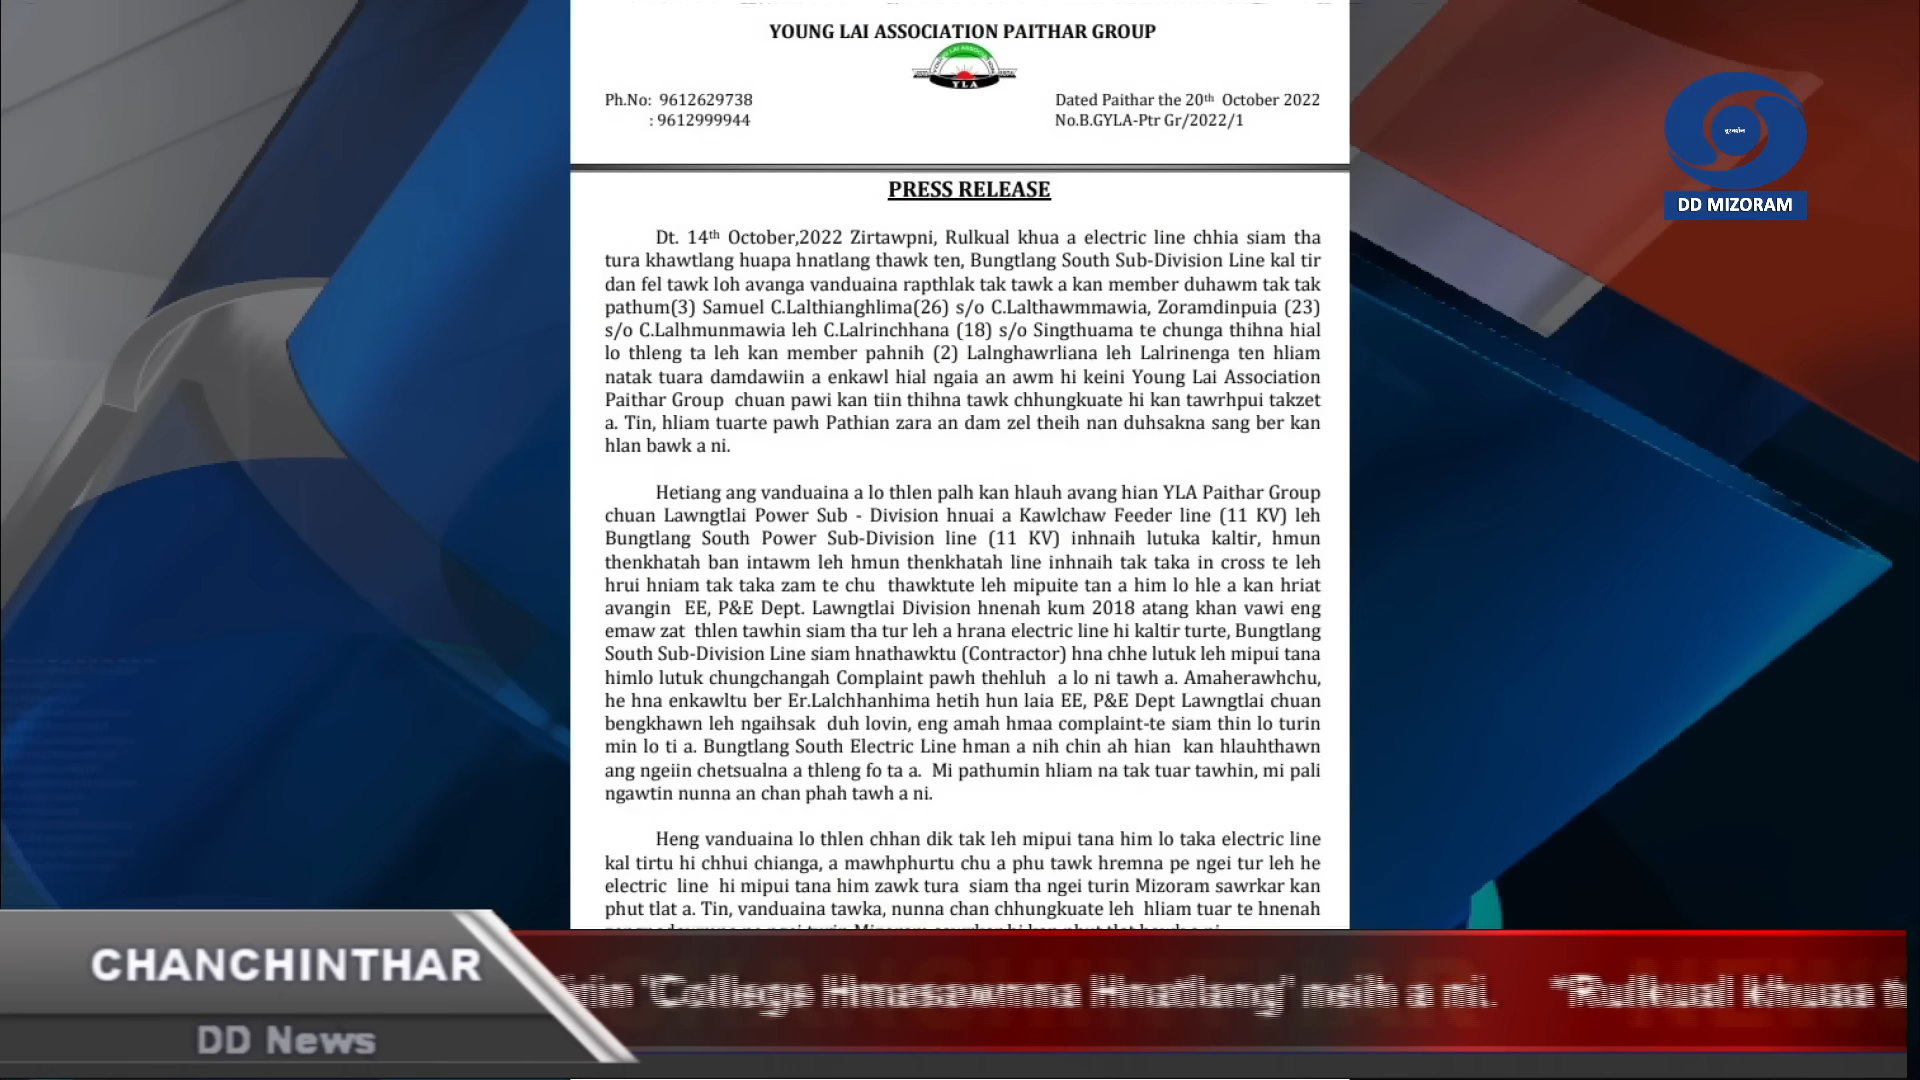 YOUNG LAI ASSOCIATION PAITHAR GROUP
YLA
Ph.No: 9612629738
: 9612999944
Dated Paithar the 20th October 2022
No.B.GYLA-Ptr Gr/2022/1
दूरदर्शन
DD MIZORAM
PRESS RELEASE
Dt. 14th October,2022 Zirtawpni, Rulkual khua a electric line chhia siam tha
tura khawtlang huapa hnatlang thawk ten, Bungtlang South Sub-Division Line kal tir
dan fel tawk loh avanga vanduaina rapthlak tak tawk a kan member duhawm tak tak
pathum(3) Samuel C.Lalthianghlima(26) s/o C.Lalthawmmawia, Zoramdinpuia (23)
s/o C.Lalhmunmawia leh C.Lalrinchhana (18) s/o Singthuama te chunga thihna hial
lo thleng ta leh kan member pahnih (2) Lalnghawrliana leh Lalrinenga ten hliam
natak tuara damdawiin a enkawl hial ngaia an awm hi keini Young Lai Association
Paithar Group chuan pawi kan tiin thihna tawk chhungkuate hi kan tawrhpui takzet
a. Tin, hliam tuarte pawh Pathian zara an dam zel theih nan duhsakna sang ber kan
hlan bawk a ni.
Hetiang ang vanduaina a lo thlen palh kan hlauh avang hian YLA Paithar Group
chuan Lawngtlai Power Sub - Division hnuai a Kawlchaw Feeder line (11 KV) leh
Bungtlang South Power Sub-Division line (11 KV) inhnaih lutuka kaltir, hmun
thenkhatah ban intawm leh hmun thenkhatah line inhnaih tak taka in cross te leh
hrui hniam tak taka zam te chu thawktute leh mipuite tan a him lo hle a kan hriat
avangin EE, P&E Dept. Lawngtlai Division hnenah kum 2018 atang khan vawi eng
emaw zat thlen tawhin siam tha tur leh a hrana electric line hi kaltir turte, Bungtlang
South Sub-Division Line siam hnathawktu (Contractor) hna chhe lutuk leh mipui tana
himlo lutuk chungchangah Complaint pawh thehluh a lo ni tawh a. Amaherawhchu,
he hna enkawltu ber Er.Lalchhanhima hetih hun laia EE, P&E Dept Lawngtlai chuan
bengkhawn leh ngaihsak duh lovin, eng amah hmaa complaint-te siam thin lo turin
min lo ti a. Bungtlang South Electric Line hman a nih chin ah hian kan hlauhthawn
ang ngeiin chetsualna a thleng fo ta a. Mi pathumin hliam na tak tuar tawhin, mi pali
ngawtin nunna an chan phah tawh a ni.
Heng vanduaina lo thlen chhan dik tak leh mipui tana him lo taka electric line
kal tirtu hi chhui chianga, a mawhphurtu chu a phu tawk hremna pe ngei tur leh he
electric line hi mipui tana him zawk tura siam tha ngei turin Mizoram sawrkar kan
phut tlat a. Tin, vanduaina tawka, nunna chan chhungkuate leh hliam tuar te hnenah
CHANCHINTHAR
DD News
'College Hmasawnna Hnatlang' neih a ni. "Rulkual khuaa